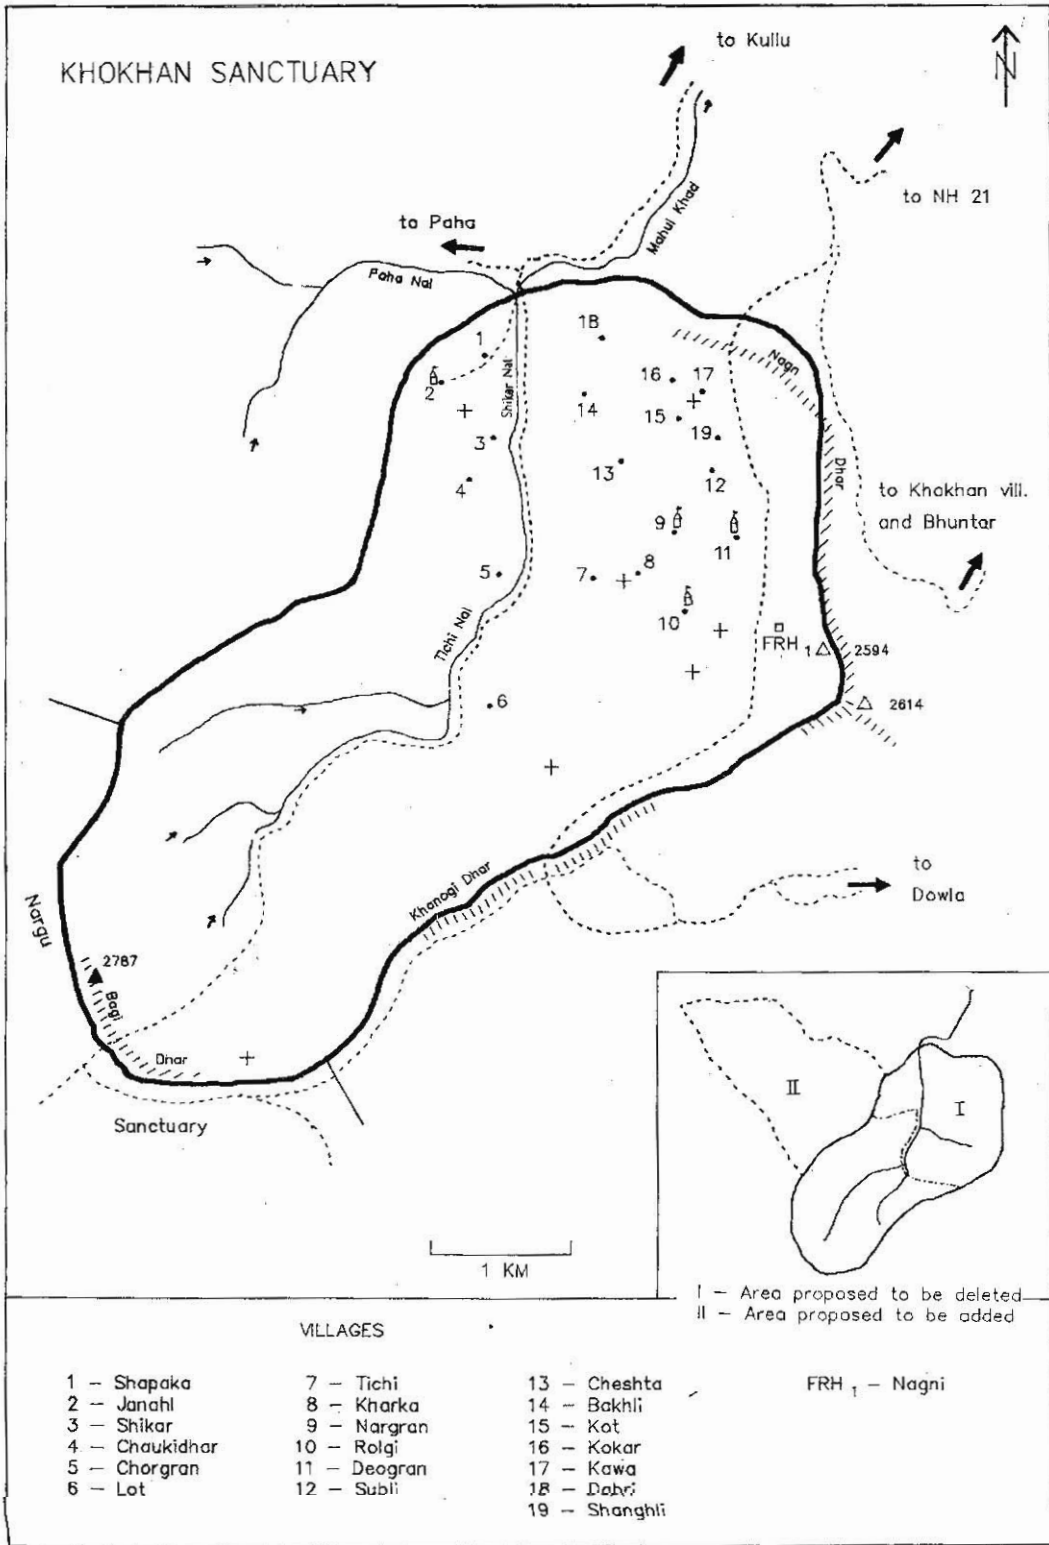 KHOKHAN SANCTUARY
to Kullu
N
to NH 21
to Paha
Mahul Khad
Paha Nal
18
1
Nagn
16
17
2
Shikar Nal
14
15
3
19
Dhar
13
4
12
to Khakhan vill.
and Bhuntar
9
11
5
7
8
10
Tichi Nal
FRH 1
2594
6
2614
Khanogi Dhar
to
Dowla
Nargu
2787
Bagi
Dhar
Sanctuary
II
I
1 KM
I – Area proposed to be deleted
II – Area proposed to be added
VILLAGES
1 – Shapaka
2 – Janahl
3 – Shikar
4 – Chaukidhar
5 – Chorgran
6 – Lot
7 – Tichi
8 – Kharka
9 – Nargran
10 – Rolgi
11 – Deogran
12 – Subli
13 – Cheshta
14 – Bakhli
15 – Kot
16 – Kokar
17 – Kawa
18 – Dahri
19 – Shanghli
FRH 1 – Nagni